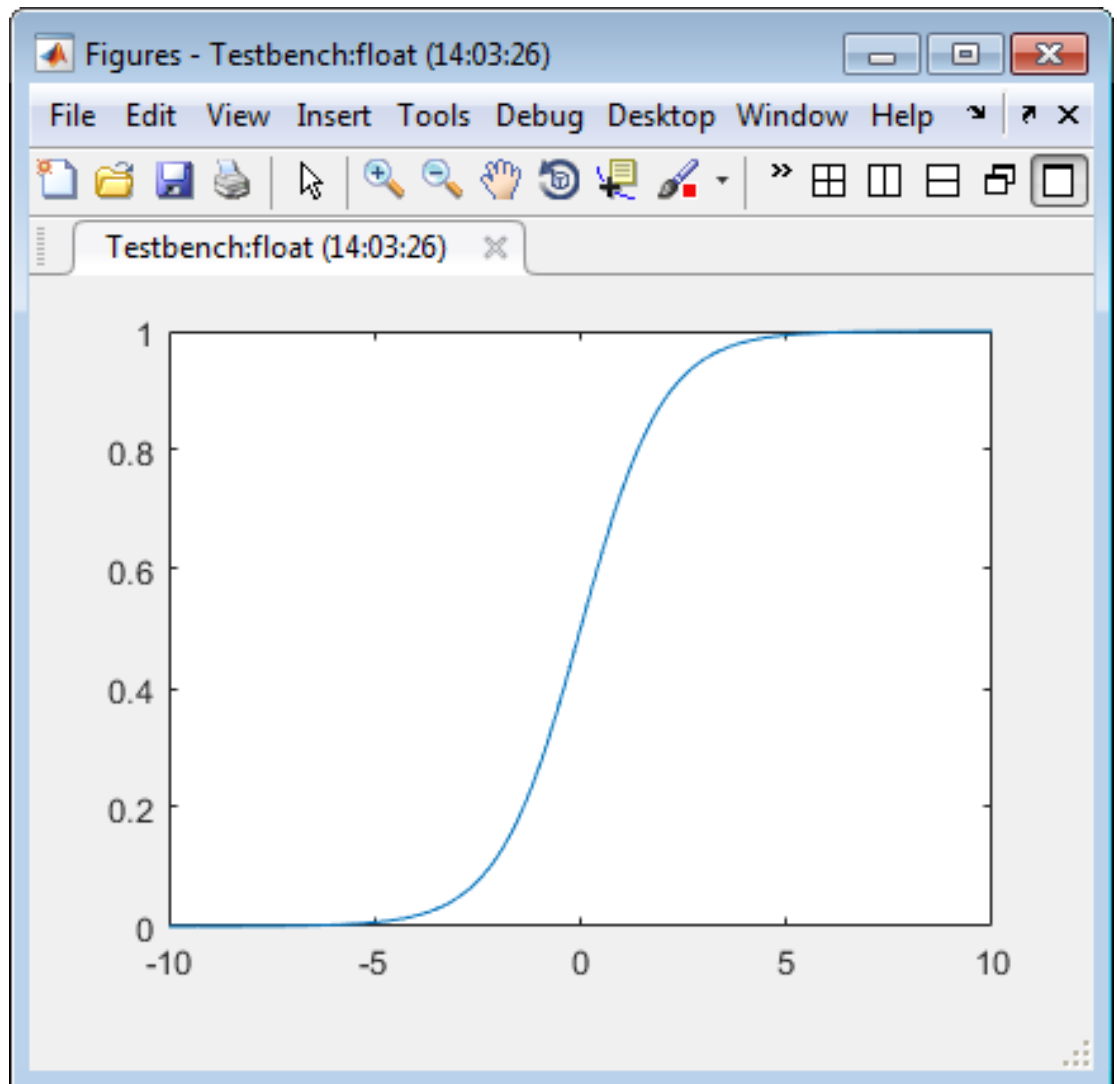 Figures - Testbench:float (14:03:26)
File Edit View Insert Tools Debug Desktop Window Help
Testbench:float (14:03:26)
1
0.8
0.6
0.4
0.2
0
-10 -5 0 5 10